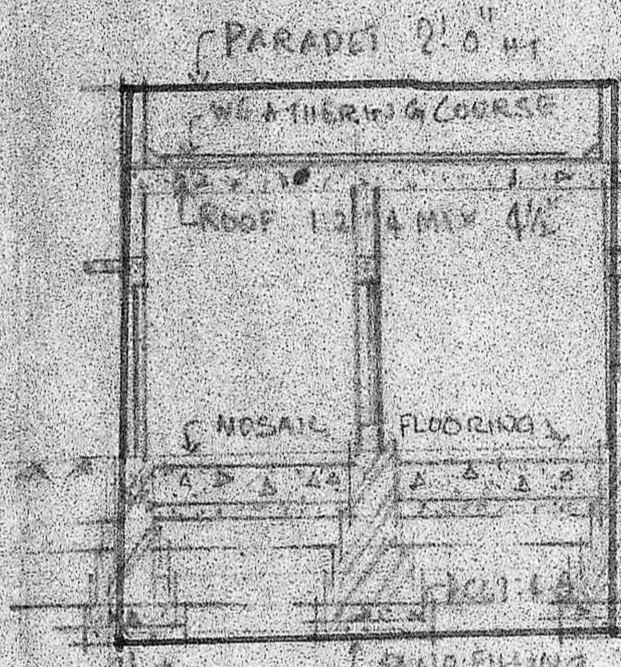 PARAPET 2'.0" HT
WEATHERING COURSE
ROOF 1:2:4 MIX 4½"
MOSAIC FLOORING